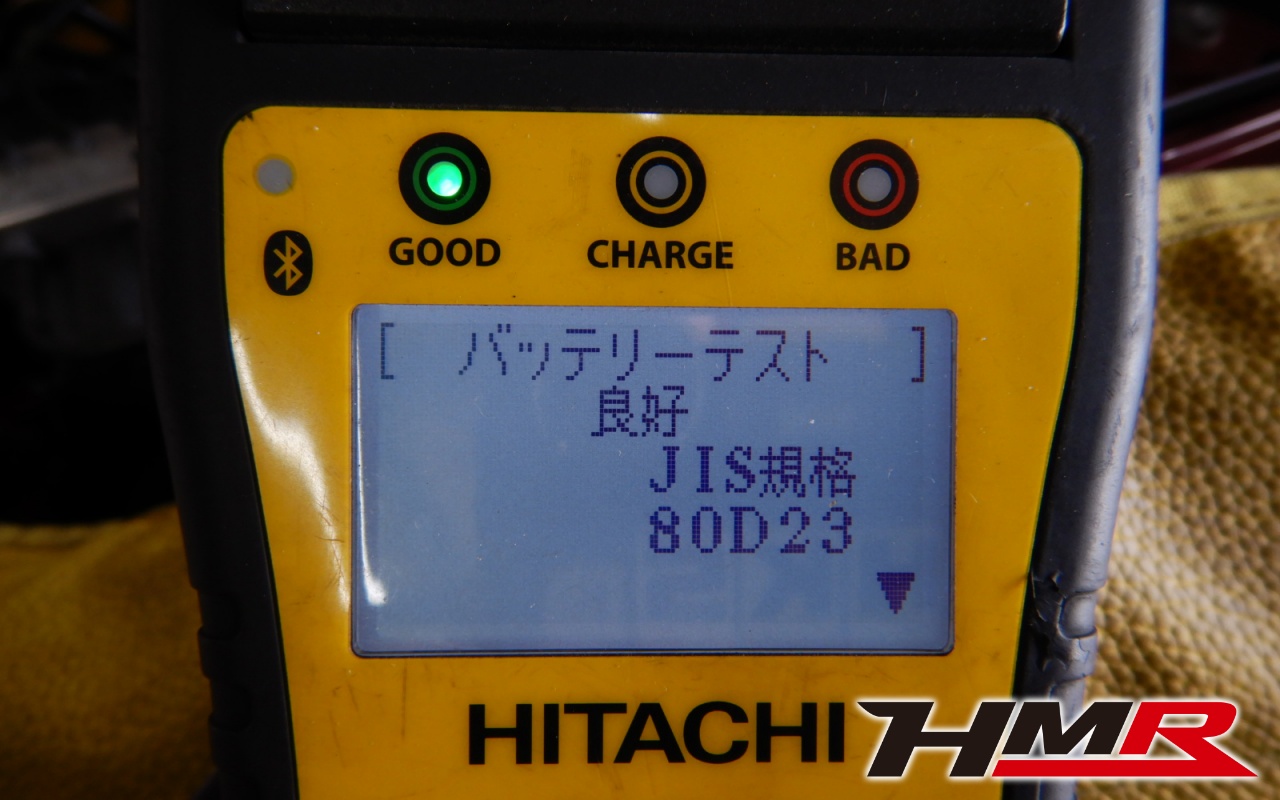 GOOD CHARGE BAD
[ バッテリーテスト ]
良好
JIS規格
80D23
▼
HITACHI
HMR